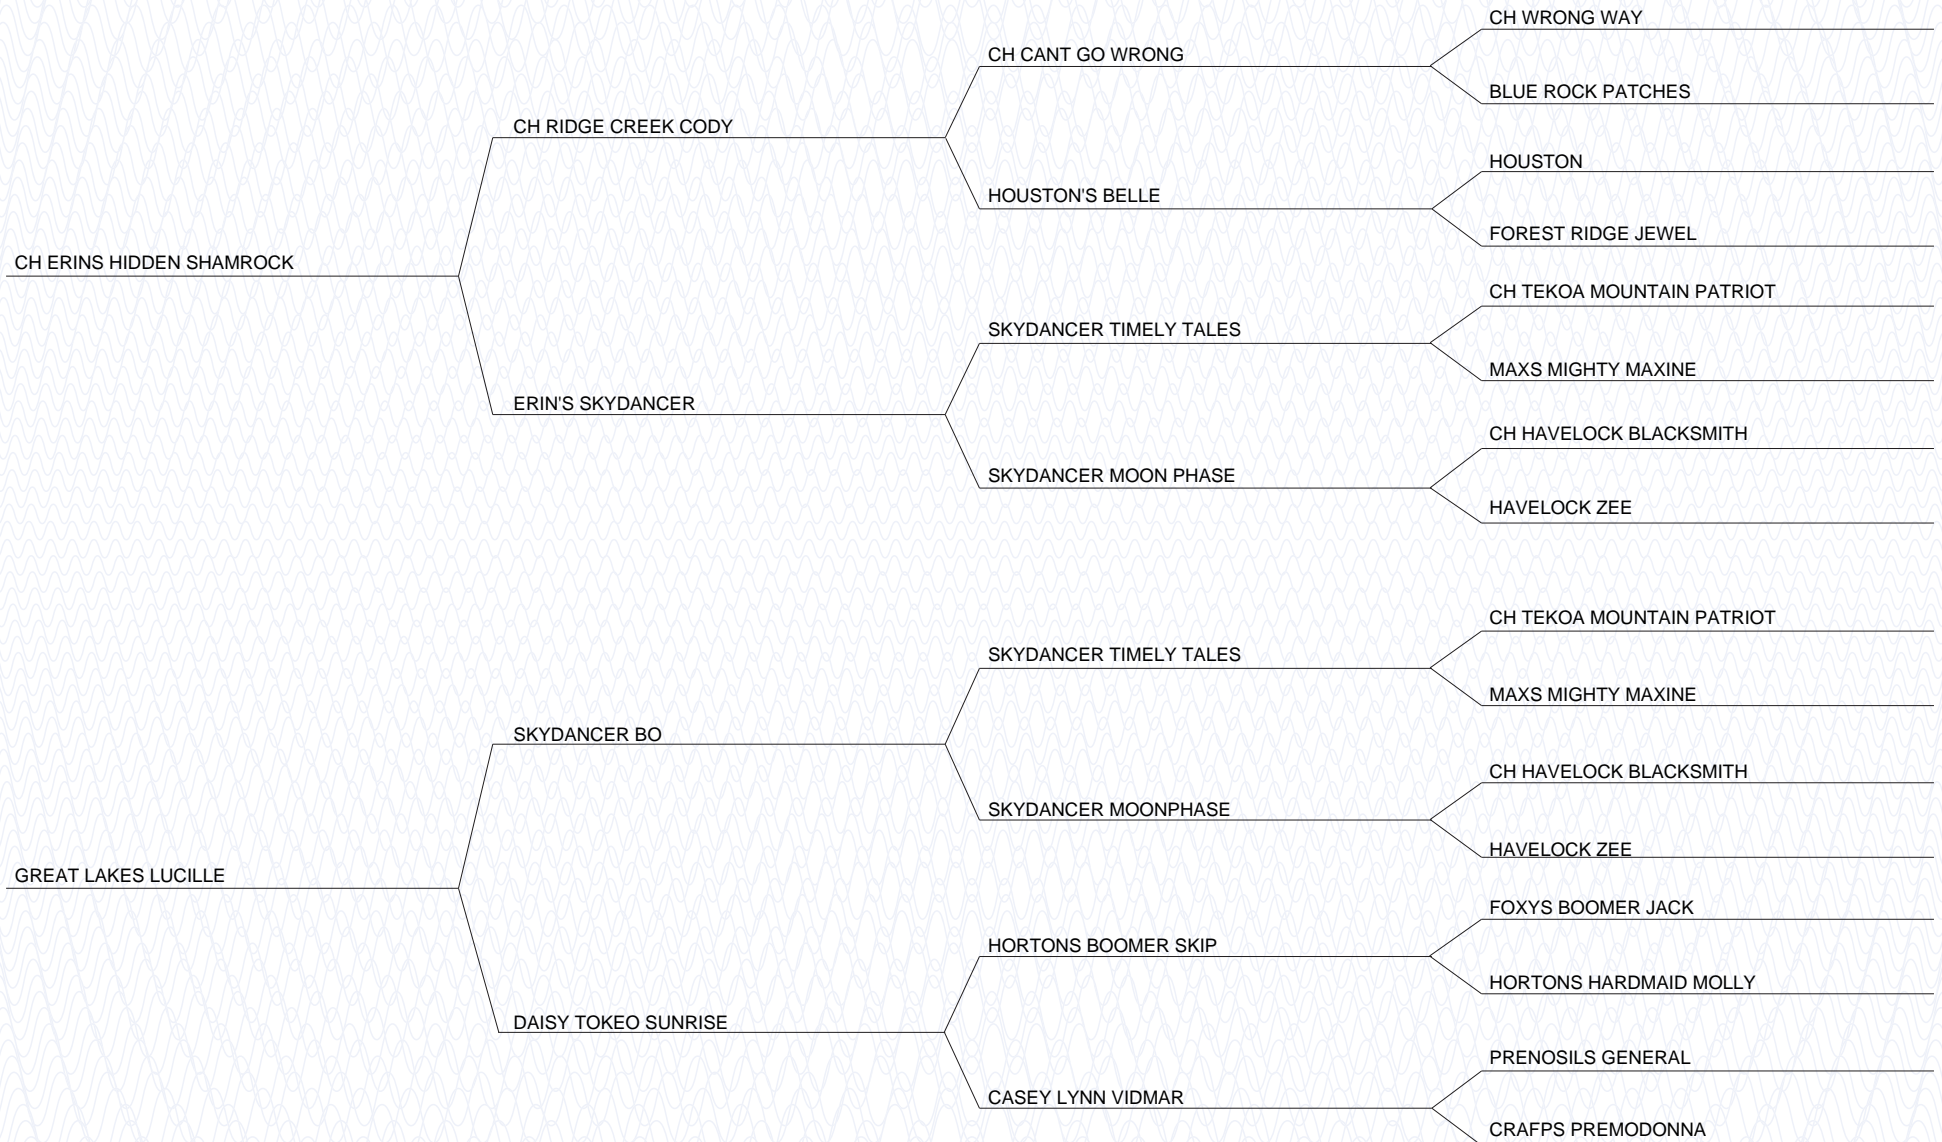 CH WRONG WAY
CH CANT GO WRONG
BLUE ROCK PATCHES
CH RIDGE CREEK CODY
HOUSTON
HOUSTON'S BELLE
FOREST RIDGE JEWEL
CH ERINS HIDDEN SHAMROCK
CH TEKOA MOUNTAIN PATRIOT
SKYDANCER TIMELY TALES
MAXS MIGHTY MAXINE
ERIN'S SKYDANCER
CH HAVELOCK BLACKSMITH
SKYDANCER MOON PHASE
HAVELOCK ZEE
CH TEKOA MOUNTAIN PATRIOT
SKYDANCER TIMELY TALES
MAXS MIGHTY MAXINE
SKYDANCER BO
CH HAVELOCK BLACKSMITH
SKYDANCER MOONPHASE
HAVELOCK ZEE
GREAT LAKES LUCILLE
FOXYS BOOMER JACK
HORTONS BOOMER SKIP
HORTONS HARDMAID MOLLY
DAISY TOKEO SUNRISE
PRENOSILS GENERAL
CASEY LYNN VIDMAR
CRAFPS PREMODONNA